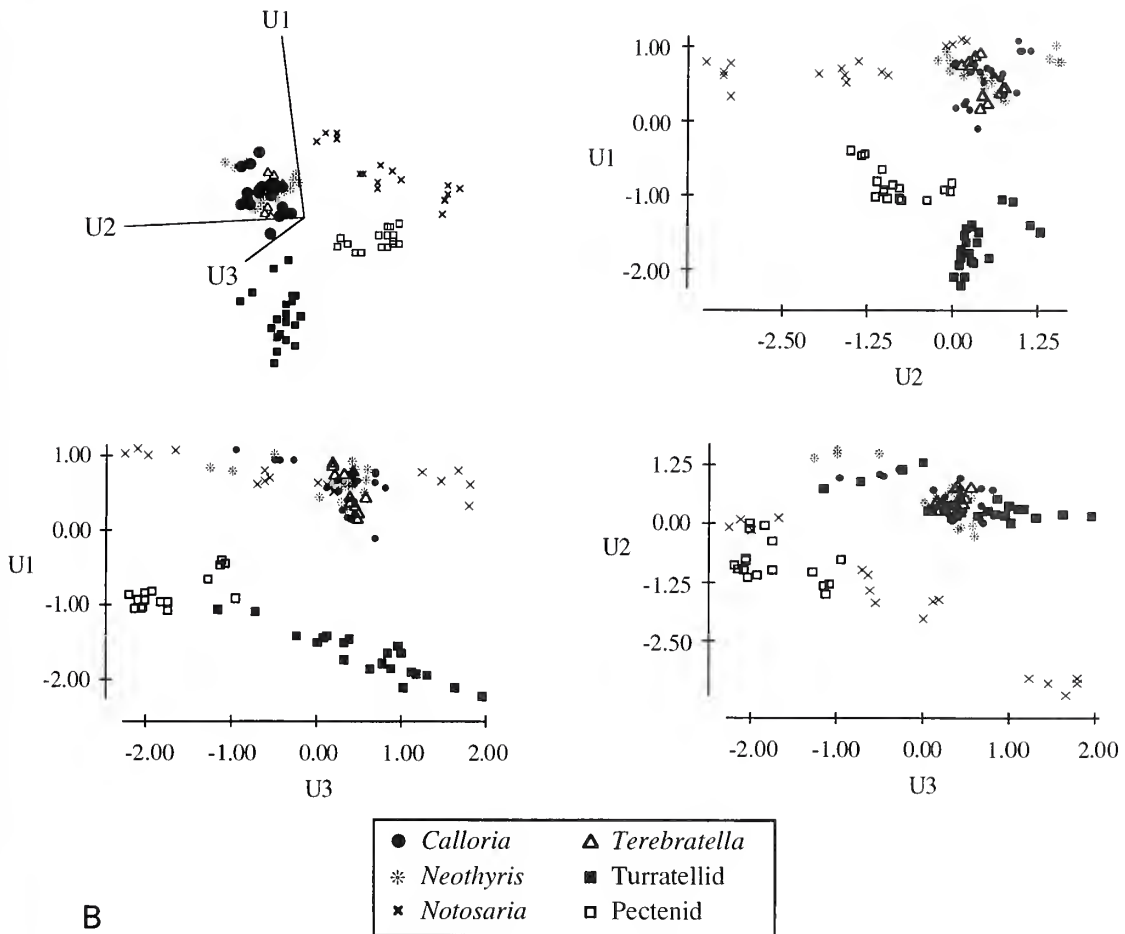 U1
U2
U3
1.00
0.00
U1
-1.00
-2.00
-2.50
-1.25
0.00
1.25
U2
1.00
0.00
U1
-1.00
-2.00
-2.00
-1.00
0.00
1.00
2.00
U3
1.25
0.00
U2
-1.25
-2.50
-2.00
-1.00
0.00
1.00
2.00
U3
Calloria
Terebratella
Neothyris
Turratellid
Notosaria
Pectenid
B